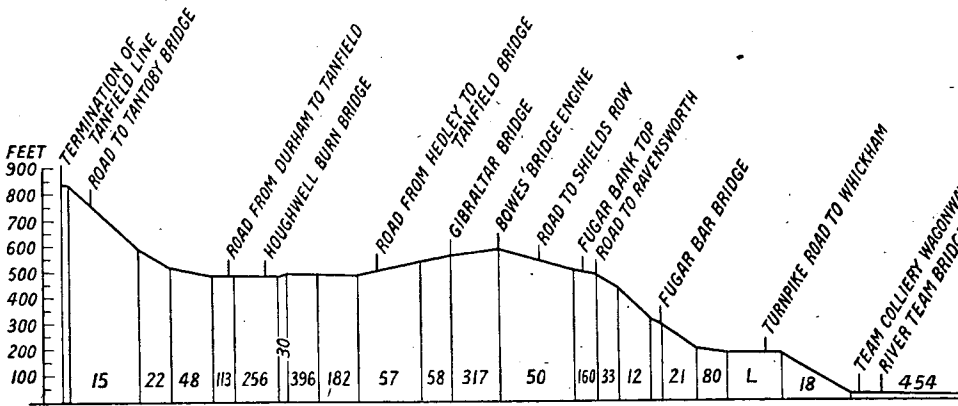 TERMINATION OF
TANFIELD LINE
ROAD TO TANTOBY BRIDGE
ROAD FROM DURHAM TO TANFIELD
HOUGHWELL BURN BRIDGE
ROAD FROM HEDLEY TO
TANFIELD BRIDGE
GIBRALTAR BRIDGE
BOWES' BRIDGE ENGINE
ROAD TO SHIELDS ROW
FUGAR BANK TOP
ROAD TO RAVENSWORTH
FUGAR BAR BRIDGE
TURNPIKE ROAD TO WHICKHAM
TEAM COLLIERY WAGONWAY
RIVER TEAM BRIDGE
FEET
900
800
700
600
500
400
300
200
100
15 22 48 113 256 30 396 182 57 58 317 50 160 33 12 21 80 L 18 454